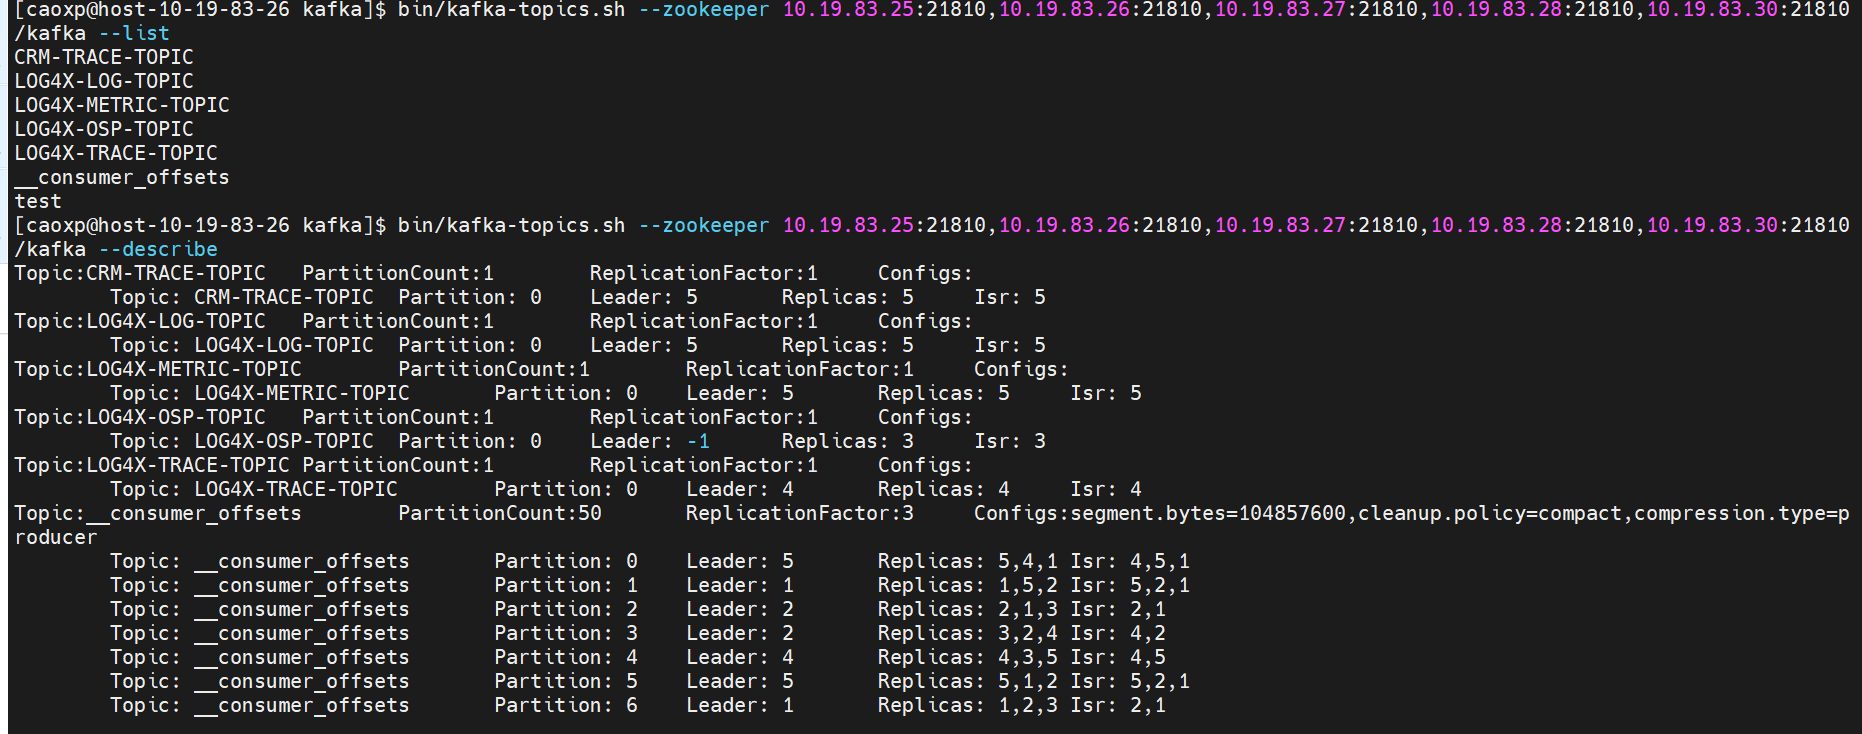 [caoxp@host-10-19-83-26 kafka]$ bin/kafka-topics.sh --zookeeper 10.19.83.25:21810,10.19.83.26:21810,10.19.83.27:21810,10.19.83.28:21810,10.19.83.30:21810
/kafka --list
CRM-TRACE-TOPIC
LOG4X-LOG-TOPIC
LOG4X-METRIC-TOPIC
LOG4X-OSP-TOPIC
LOG4X-TRACE-TOPIC
__consumer_offsets
test
[caoxp@host-10-19-83-26 kafka]$ bin/kafka-topics.sh --zookeeper 10.19.83.25:21810,10.19.83.26:21810,10.19.83.27:21810,10.19.83.28:21810,10.19.83.30:21810
/kafka --describe
Topic:CRM-TRACE-TOPIC PartitionCount:1 ReplicationFactor:1 Configs:
Topic: CRM-TRACE-TOPIC Partition: 0 Leader: 5 Replicas: 5 Isr: 5
Topic:LOG4X-LOG-TOPIC PartitionCount:1 ReplicationFactor:1 Configs:
Topic: LOG4X-LOG-TOPIC Partition: 0 Leader: 5 Replicas: 5 Isr: 5
Topic:LOG4X-METRIC-TOPIC PartitionCount:1 ReplicationFactor:1 Configs:
Topic: LOG4X-METRIC-TOPIC Partition: 0 Leader: 5 Replicas: 5 Isr: 5
Topic:LOG4X-OSP-TOPIC PartitionCount:1 ReplicationFactor:1 Configs:
Topic: LOG4X-OSP-TOPIC Partition: 0 Leader: -1 Replicas: 3 Isr: 3
Topic:LOG4X-TRACE-TOPIC PartitionCount:1 ReplicationFactor:1 Configs:
Topic: LOG4X-TRACE-TOPIC Partition: 0 Leader: 4 Replicas: 4 Isr: 4
Topic:__consumer_offsets PartitionCount:50 ReplicationFactor:3 Configs:segment.bytes=104857600,cleanup.policy=compact,compression.type=p
roducer
Topic: __consumer_offsets Partition: 0 Leader: 5 Replicas: 5,4,1 Isr: 4,5,1
Topic: __consumer_offsets Partition: 1 Leader: 1 Replicas: 1,5,2 Isr: 5,2,1
Topic: __consumer_offsets Partition: 2 Leader: 2 Replicas: 2,1,3 Isr: 2,1
Topic: __consumer_offsets Partition: 3 Leader: 2 Replicas: 3,2,4 Isr: 4,2
Topic: __consumer_offsets Partition: 4 Leader: 4 Replicas: 4,3,5 Isr: 4,5
Topic: __consumer_offsets Partition: 5 Leader: 5 Replicas: 5,1,2 Isr: 5,2,1
Topic: __consumer_offsets Partition: 6 Leader: 1 Replicas: 1,2,3 Isr: 2,1